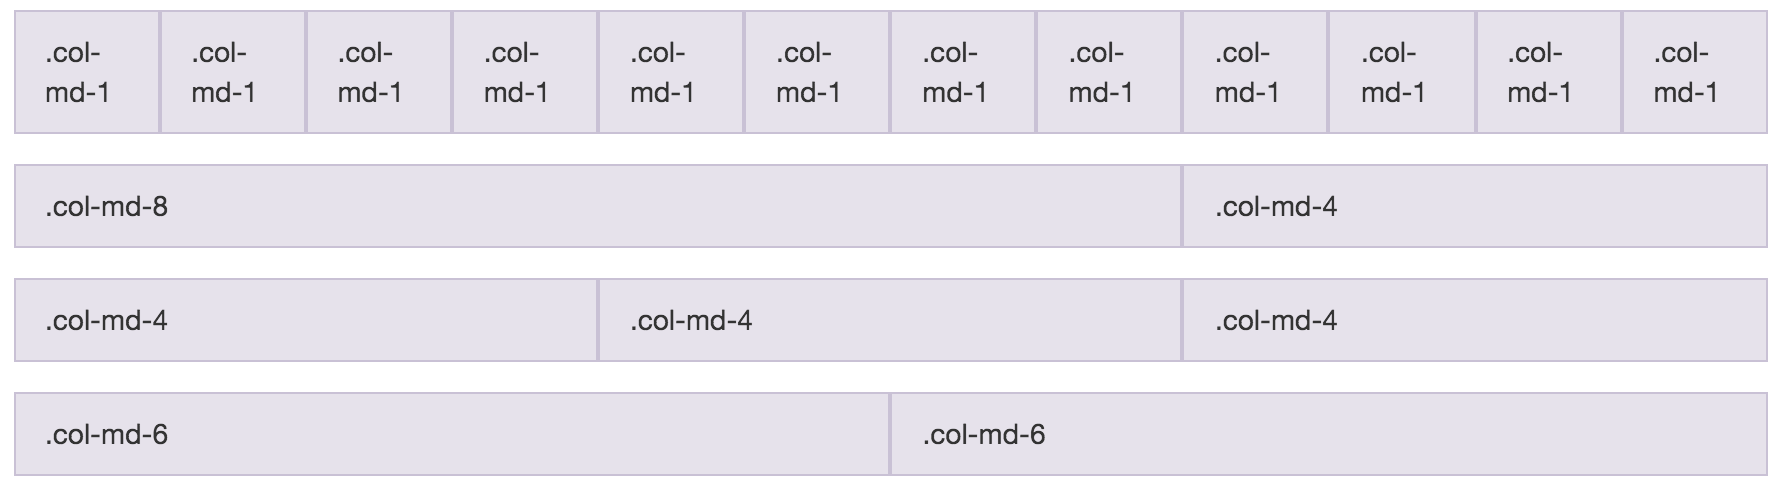 .col- .col- .col- .col- .col- .col- .col- .col- .col- .col- .col- .col-
md-1 md-1 md-1 md-1 md-1 md-1 md-1 md-1 md-1 md-1 md-1 md-1
.col-md-8 .col-md-4
.col-md-4 .col-md-4 .col-md-4
.col-md-6 .col-md-6